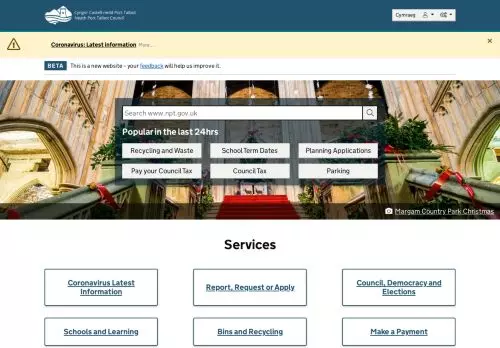 Cyngor Castell-nedd Port Talbot
Neath Port Talbot Council
Cymraeg
Coronavirus: Latest information More...
×
BETA This is a new website - your feedback will help us improve it.
Search www.npt.gov.uk
Popular in the last 24hrs
Recycling and Waste
School Term Dates
Planning Applications
Pay your Council Tax
Council Tax
Parking
Margam Country Park Christmas
Services
Coronavirus Latest
Information
Report, Request or Apply
Council, Democracy and
Elections
Schools and Learning
Bins and Recycling
Make a Payment